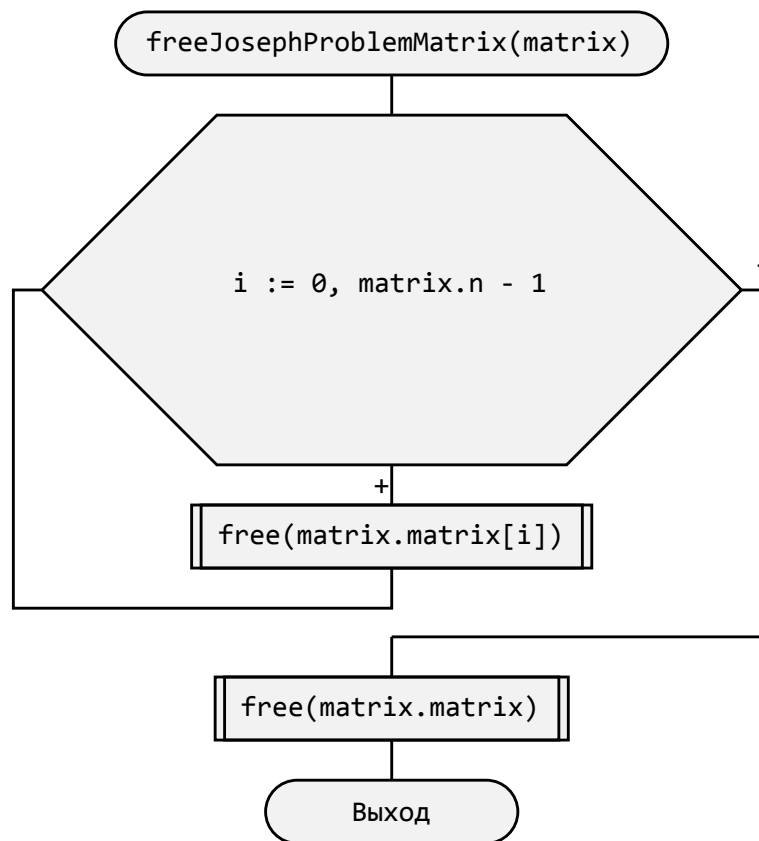 freeJosephProblemMatrix(matrix)
i := 0, matrix.n - 1
+
free(matrix.matrix[i])
free(matrix.matrix)
Выход